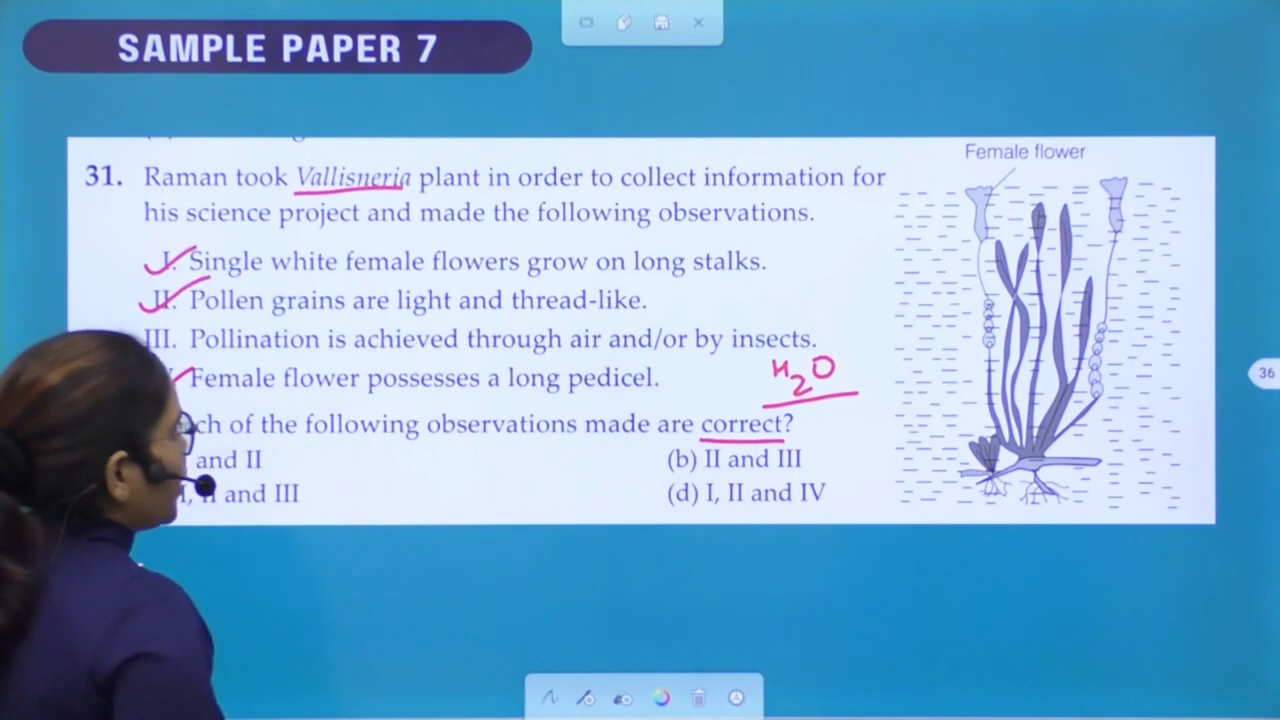 SAMPLE PAPER 7
Female flower
31. Raman took Vallisneria plant in order to collect information for
his science project and made the following observations.
I. Single white female flowers grow on long stalks.
II. Pollen grains are light and thread-like.
III. Pollination is achieved through air and/or by insects.
Female flower possesses a long pedicel.
H2O
ch of the following observations made are correct?
and II
(b) II and III
I, II and III
(d) I, II and IV
36